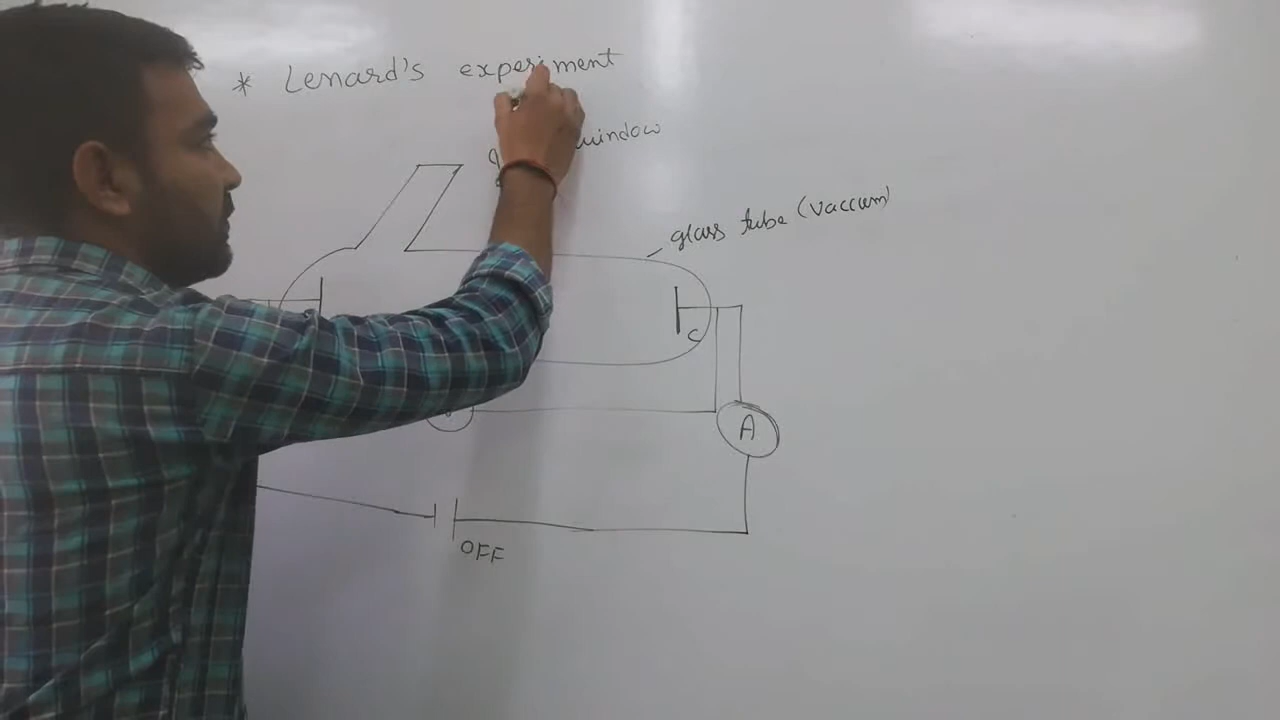 * Lenard's experiment
window
glass tube (vaccum)
C
A
OFF